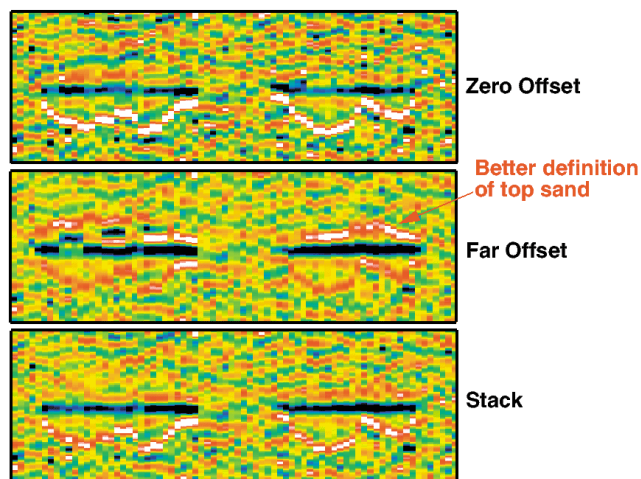 Zero Offset
Better definition
of top sand
Far Offset
Stack